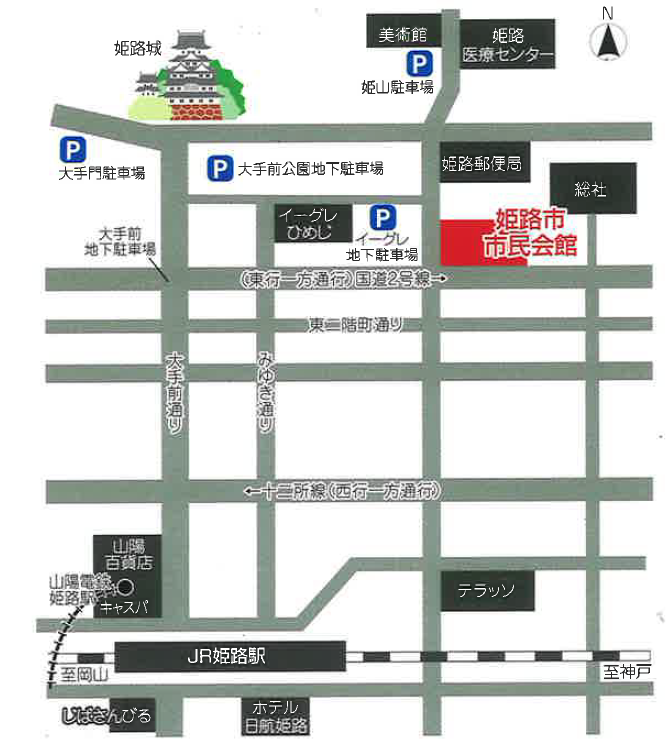 N
美術館
姫路
医療センター
姫路城
P
姫山駐車場
P
大手門駐車場
P
大手前公園地下駐車場
姫路郵便局
総社
イーグレ
ひめじ
P
イーグレ
地下駐車場
姫路市
市民会館
大手前
地下駐車場
(東行一方通行)国道2号線→
東二階町通り
大手前通り
みゆき通り
←十二所線(西行一方通行)
山陽
百貨店
山陽電鉄
姫路駅
キャスパ
テラッソ
JR姫路駅
至岡山
至神戸
じばさんびる
ホテル
日航姫路